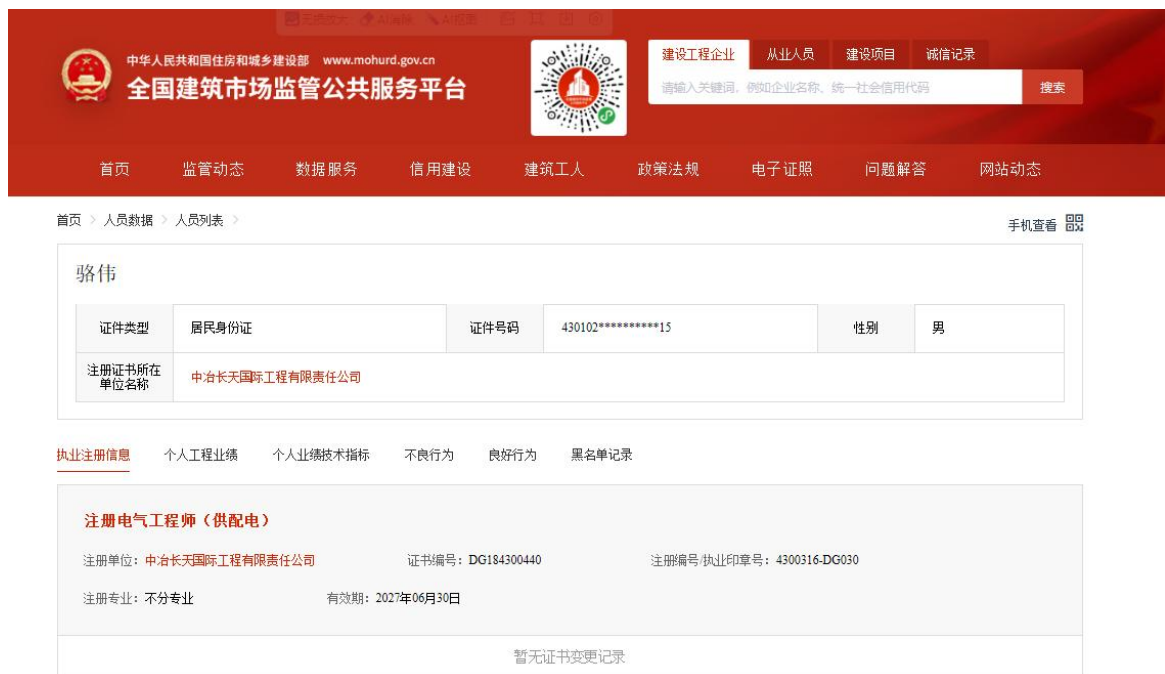 无损放大 AI消除 AI抠图
中华人民共和国住房和城乡建设部 www.mohurd.gov.cn
全国建筑市场监管公共服务平台
建设工程企业 从业人员 建设项目 诚信记录
请输入关键词，例如企业名称、统一社会信用代码 搜索
首页 监管动态 数据服务 信用建设 建筑工人 政策法规 电子证照 问题解答 网站动态
首页 > 人员数据 > 人员列表 >
手机查看
骆伟
证件类型 居民身份证 证件号码 430102**********15 性别 男
注册证书所在
单位名称
中冶长天国际工程有限责任公司
执业注册信息 个人工程业绩 个人业绩技术指标 不良行为 良好行为 黑名单记录
注册电气工程师（供配电）
注册单位：中冶长天国际工程有限责任公司 证书编号：DG184300440 注册编号/执业印章号：4300316-DG030
注册专业：不分专业 有效期：2027年06月30日
暂无证书变更记录